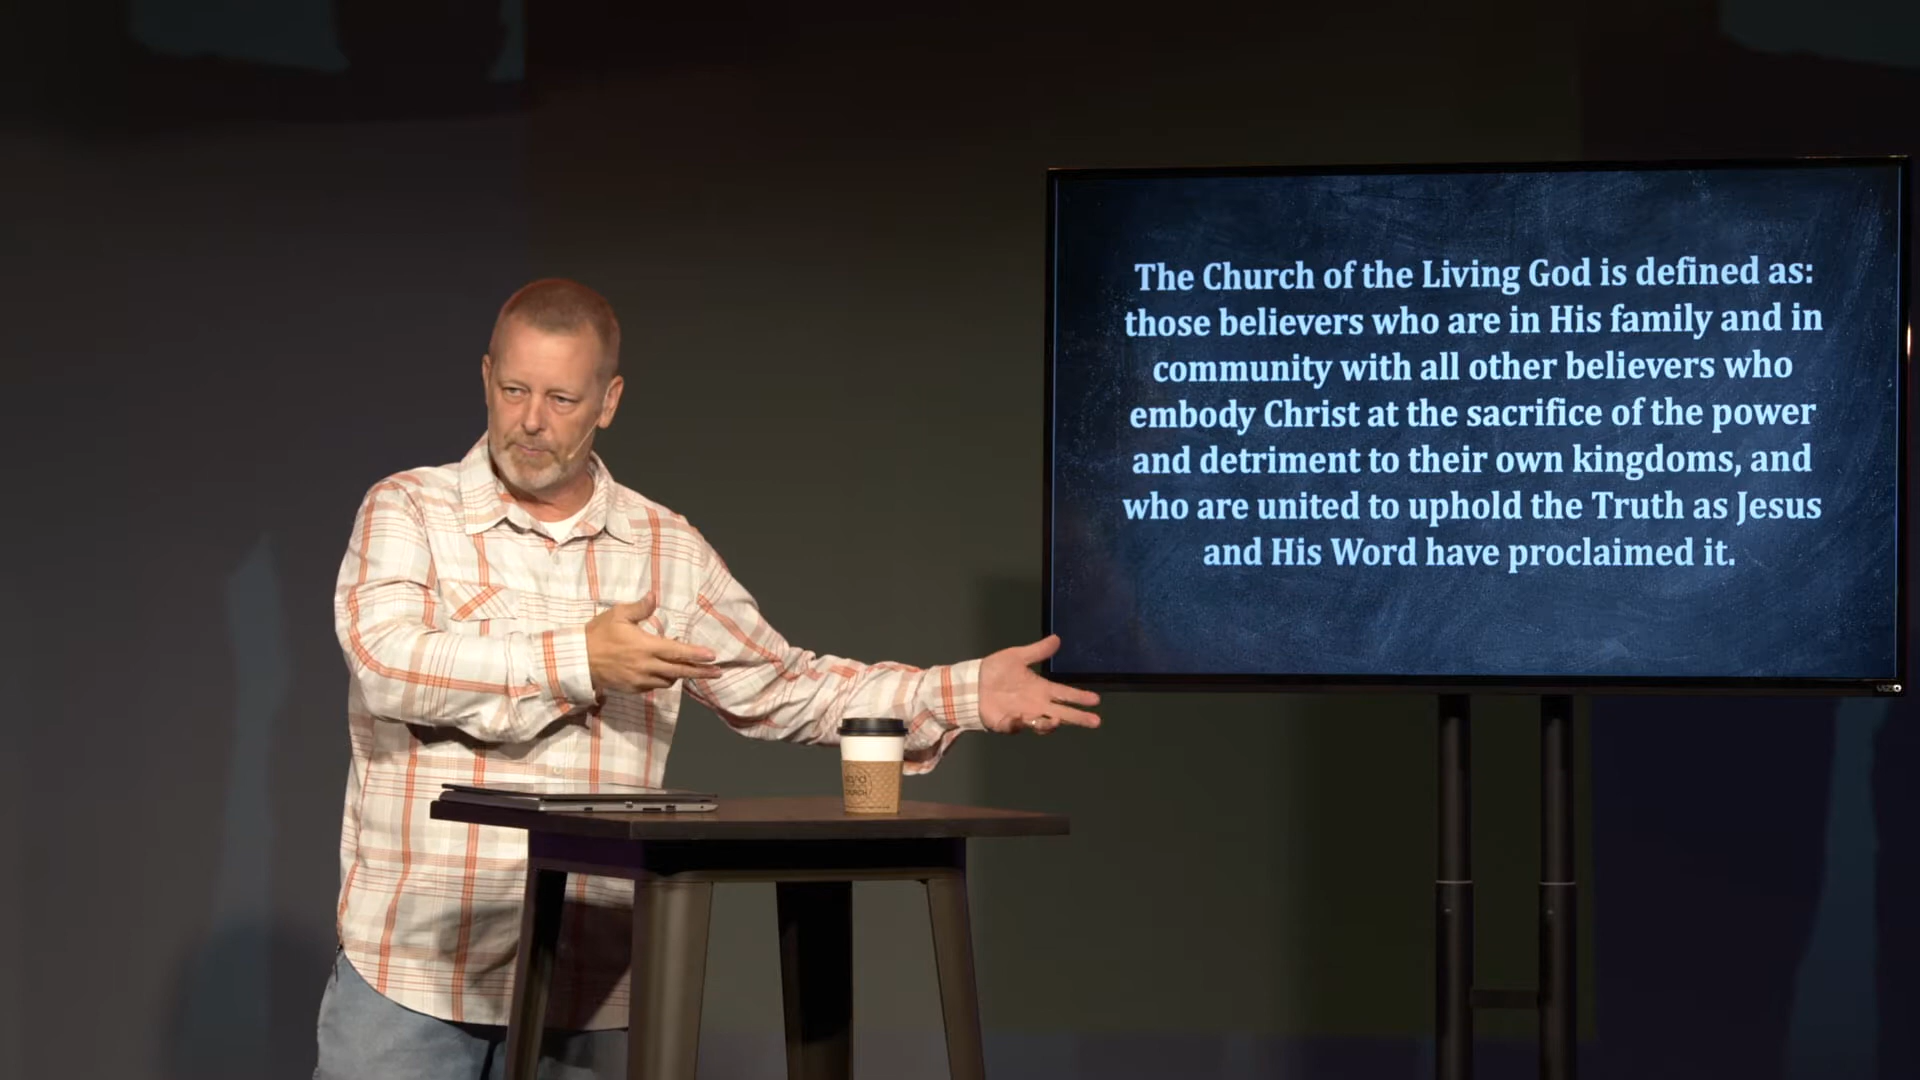 The Church of the Living God is defined as:
those believers who are in His family and in
community with all other believers who
embody Christ at the sacrifice of the power
and detriment to their own kingdoms, and
who are united to uphold the Truth as Jesus
and His Word have proclaimed it.
VIZIO
CHURCH